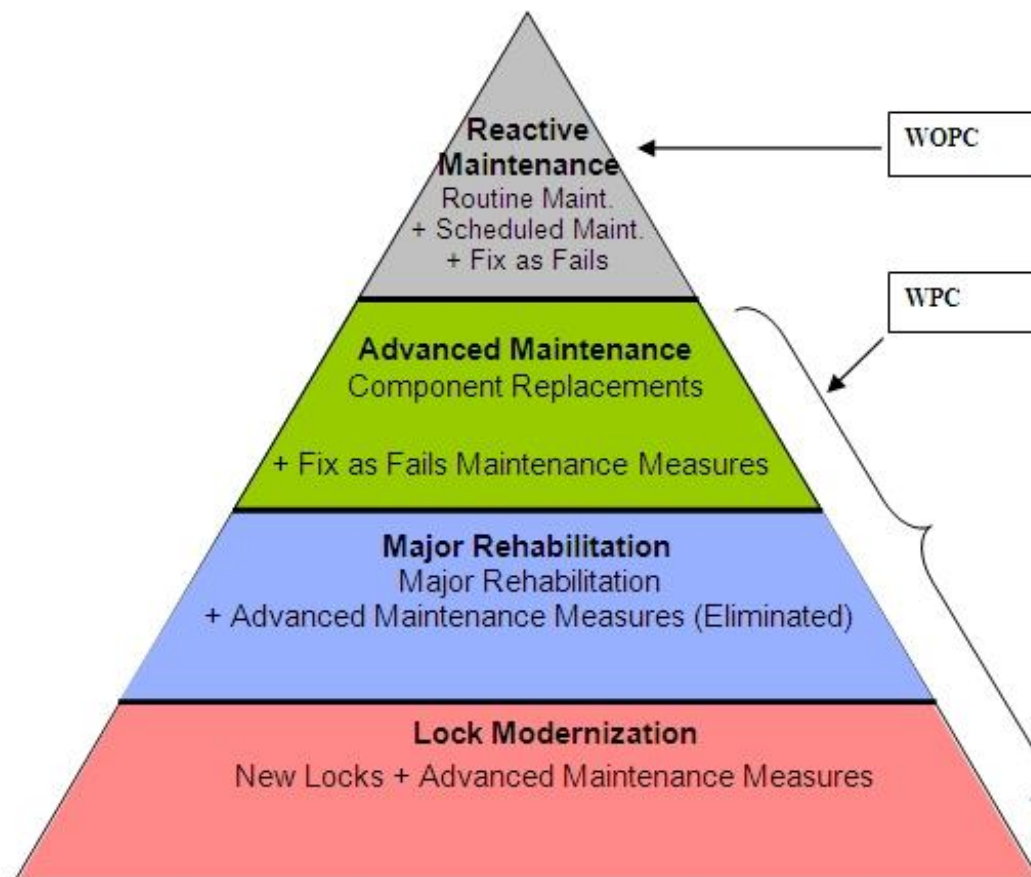 Reactive
Maintenance
Routine Maint.
+ Scheduled Maint.
+ Fix as Fails
WOPC
WPC
Advanced Maintenance
Component Replacements
+ Fix as Fails Maintenance Measures
Major Rehabilitation
Major Rehabilitation
+ Advanced Maintenance Measures (Eliminated)
Lock Modernization
New Locks + Advanced Maintenance Measures